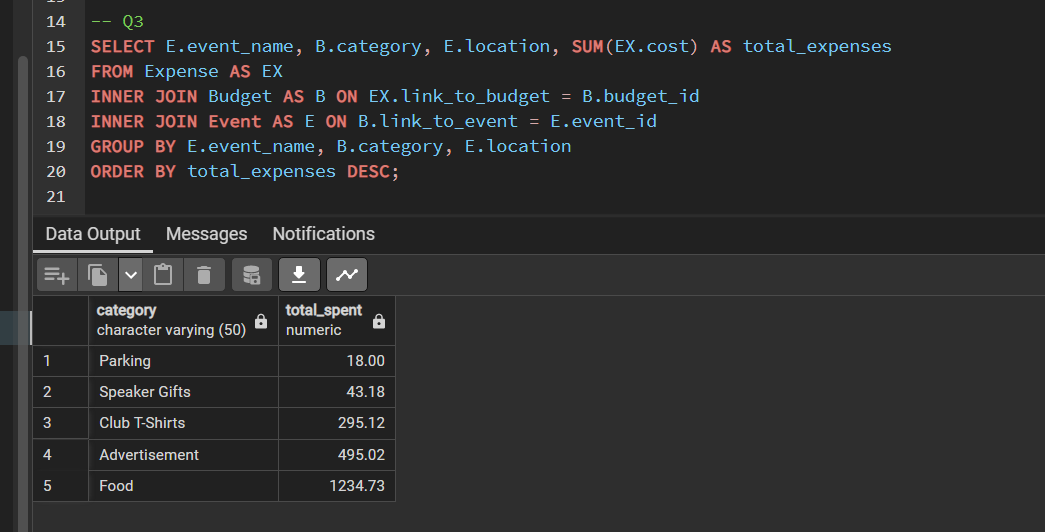 14 -- Q3
15 SELECT E.event_name, B.category, E.location, SUM(EX.cost) AS total_expenses
16 FROM Expense AS EX
17 INNER JOIN Budget AS B ON EX.link_to_budget = B.budget_id
18 INNER JOIN Event AS E ON B.link_to_event = E.event_id
19 GROUP BY E.event_name, B.category, E.location
20 ORDER BY total_expenses DESC;
21
Data Output Messages Notifications
category total_spent
character varying (50) numeric
1 Parking 18.00
2 Speaker Gifts 43.18
3 Club T-Shirts 295.12
4 Advertisement 495.02
5 Food 1234.73